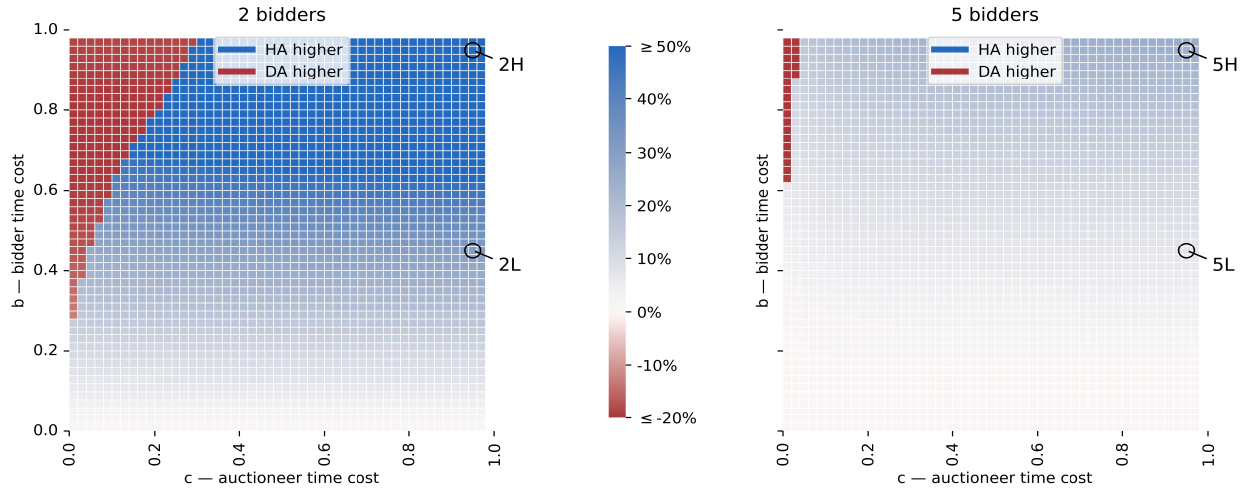 2 bidders
HA higher
DA higher
1.0
0.8
0.6
0.4
0.2
0.0
b — bidder time cost
0.0
0.2
0.4
0.6
0.8
1.0
c — auctioneer time cost
2H
2L
≥50%
40%
30%
20%
10%
0%
-10%
≤-20%
5 bidders
HA higher
DA higher
b — bidder time cost
0.0
0.2
0.4
0.6
0.8
1.0
c — auctioneer time cost
5H
5L